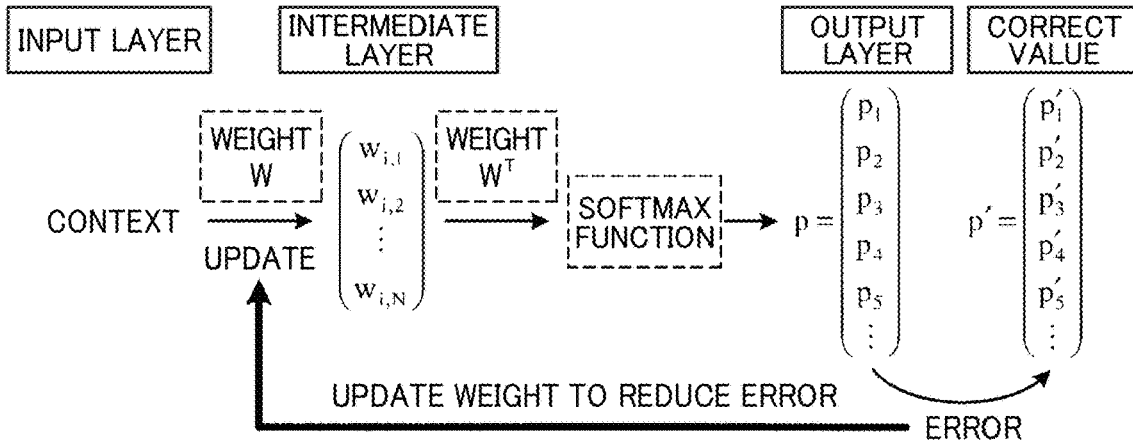 INPUT LAYER
INTERMEDIATE
LAYER
OUTPUT
LAYER
CORRECT
VALUE
WEIGHT
W
w_{i,1}
w_{i,2}
⋮
w_{i,N}
WEIGHT
W^T
CONTEXT
UPDATE
SOFTMAX
FUNCTION
p =
p_1
p_2
p_3
p_4
p_5
⋮
p′ =
p′_1
p′_2
p′_3
p′_4
p′_5
⋮
UPDATE WEIGHT TO REDUCE ERROR
ERROR